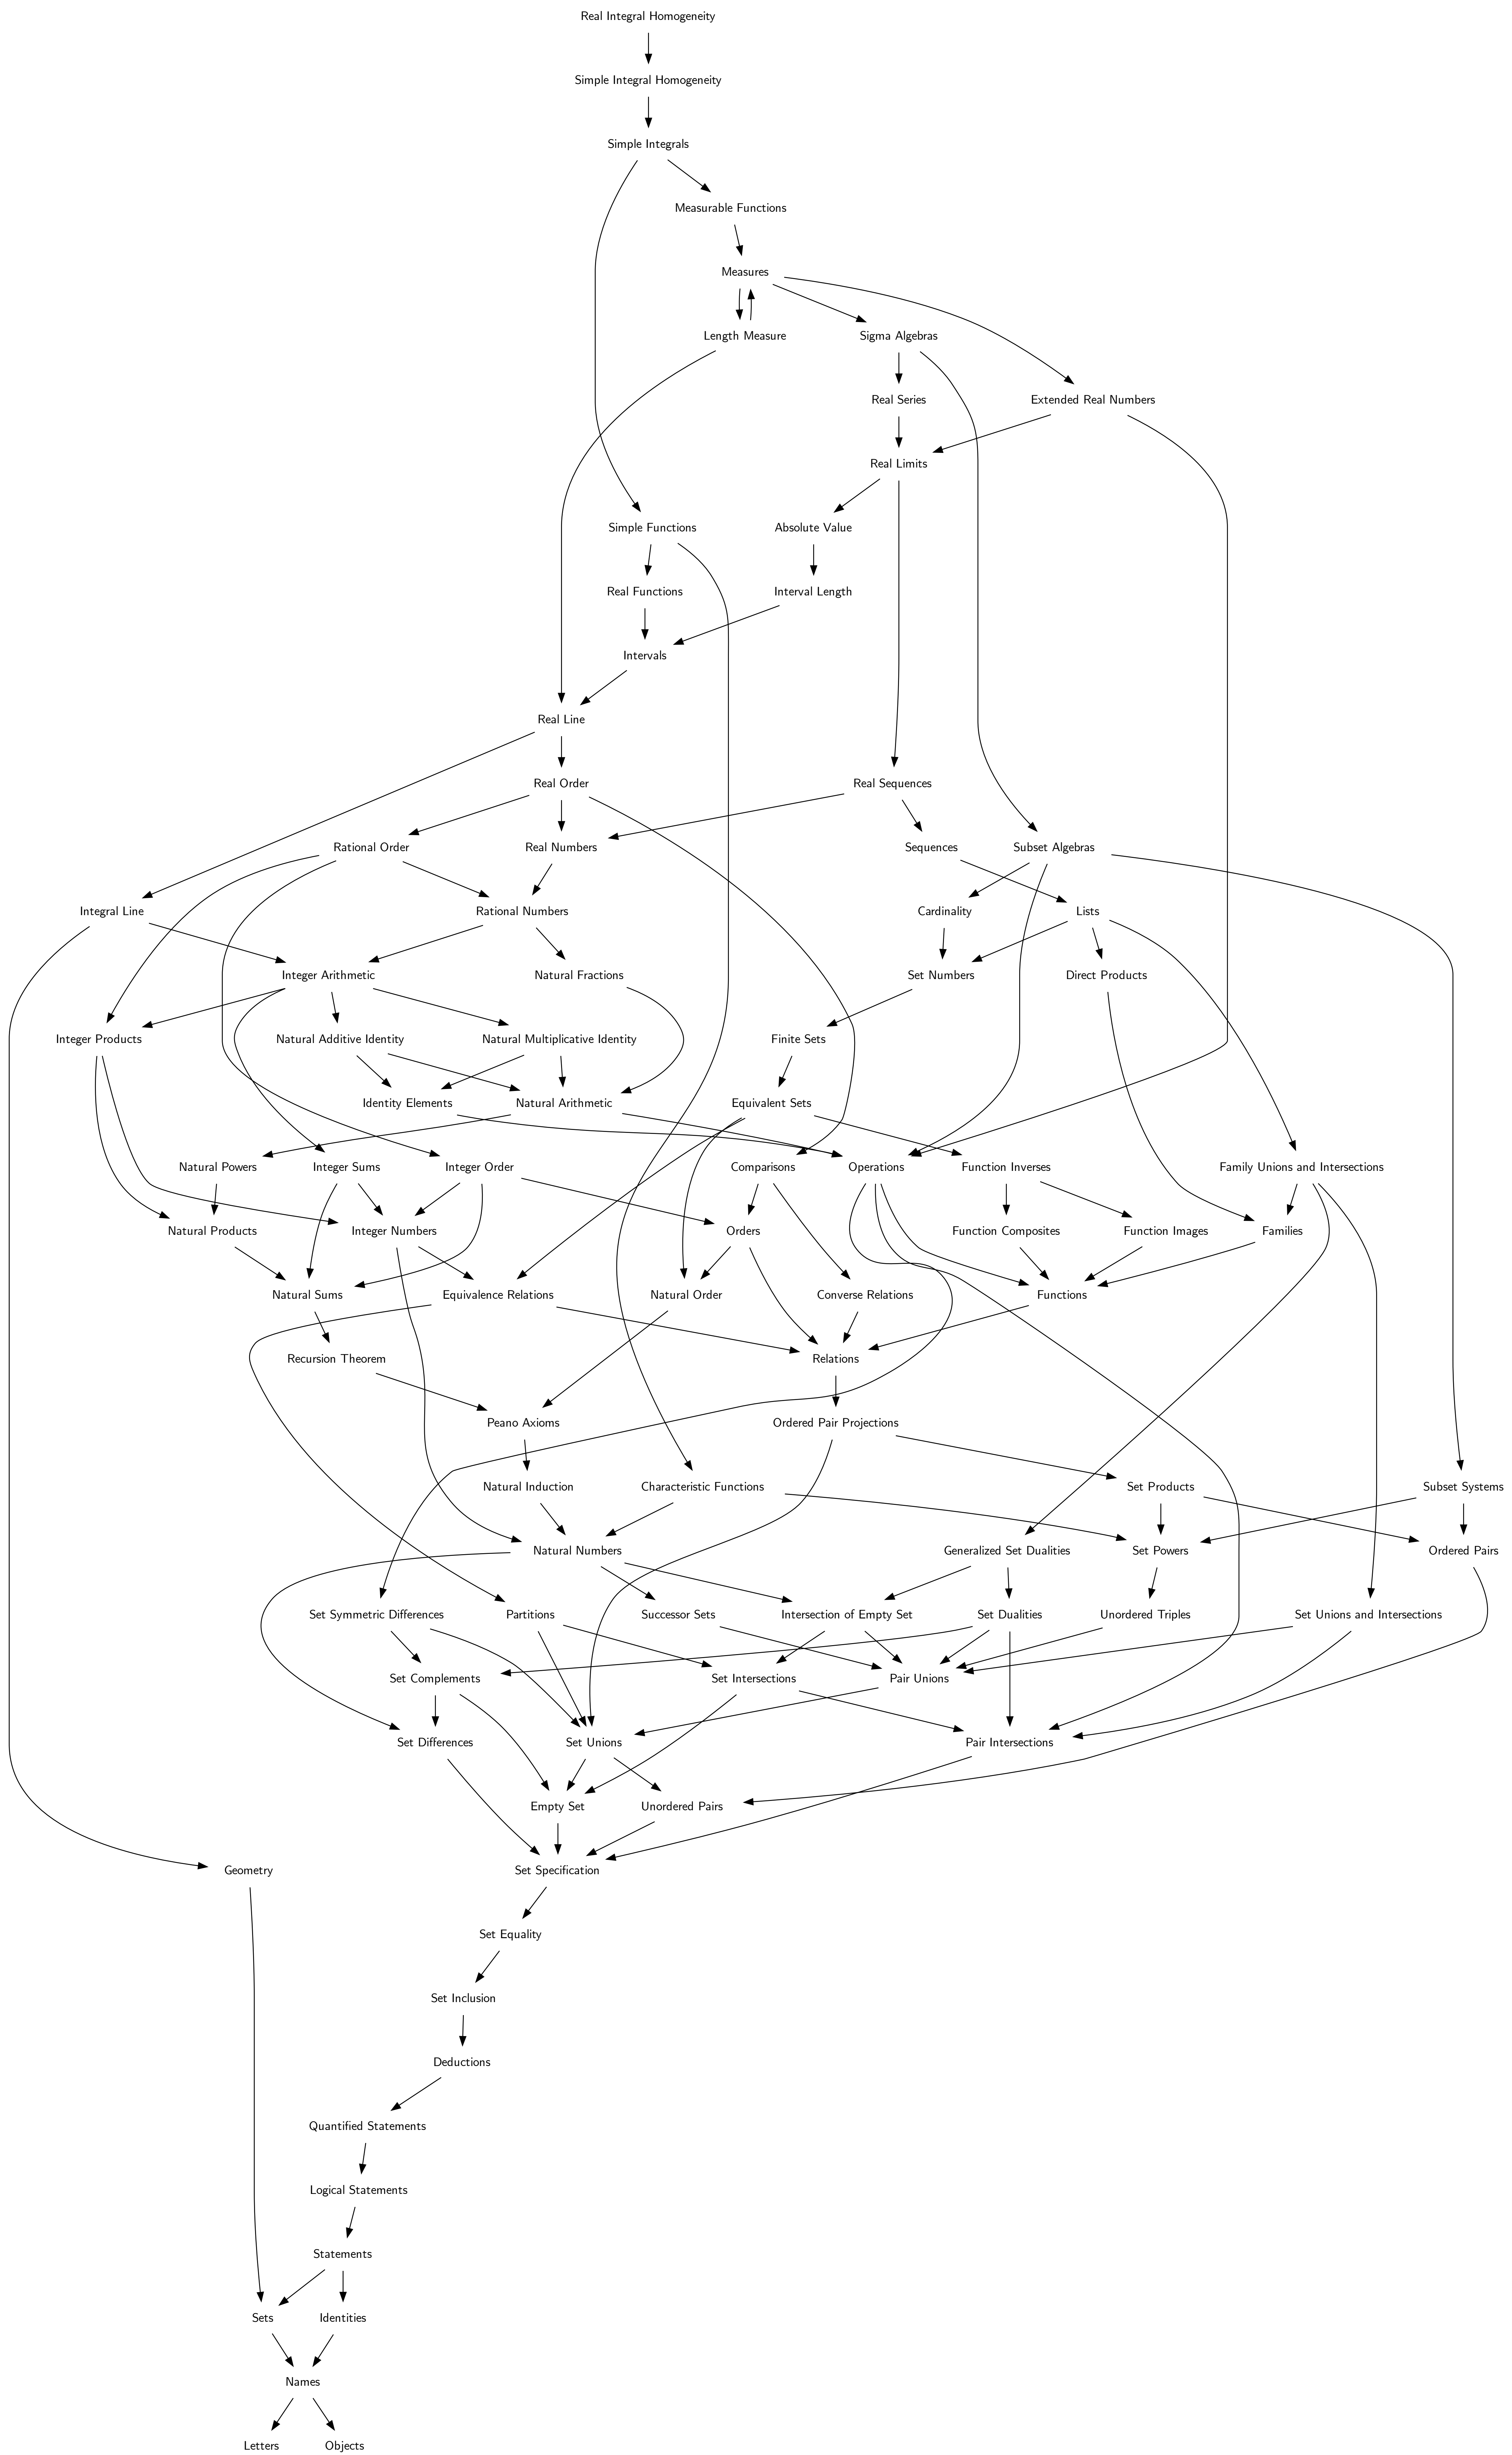 Real Integral Homogeneity
Simple Integral Homogeneity
Simple Integrals
Measurable Functions
Measures
Length Measure
Sigma Algebras
Real Series
Extended Real Numbers
Real Limits
Simple Functions
Absolute Value
Real Functions
Interval Length
Intervals
Real Line
Real Order
Real Sequences
Rational Order
Real Numbers
Sequences
Subset Algebras
Integral Line
Rational Numbers
Cardinality
Lists
Integer Arithmetic
Natural Fractions
Set Numbers
Direct Products
Integer Products
Natural Additive Identity
Natural Multiplicative Identity
Finite Sets
Identity Elements
Natural Arithmetic
Equivalent Sets
Natural Powers
Integer Sums
Integer Order
Comparisons
Operations
Function Inverses
Family Unions and Intersections
Natural Products
Integer Numbers
Orders
Function Composites
Function Images
Families
Natural Sums
Equivalence Relations
Natural Order
Converse Relations
Functions
Recursion Theorem
Relations
Peano Axioms
Ordered Pair Projections
Natural Induction
Characteristic Functions
Set Products
Subset Systems
Natural Numbers
Generalized Set Dualities
Set Powers
Ordered Pairs
Set Symmetric Differences
Partitions
Successor Sets
Intersection of Empty Set
Set Dualities
Unordered Triples
Set Unions and Intersections
Set Complements
Set Intersections
Pair Unions
Set Differences
Set Unions
Pair Intersections
Empty Set
Unordered Pairs
Geometry
Set Specification
Set Equality
Set Inclusion
Deductions
Quantified Statements
Logical Statements
Statements
Sets
Identities
Names
Letters
Objects